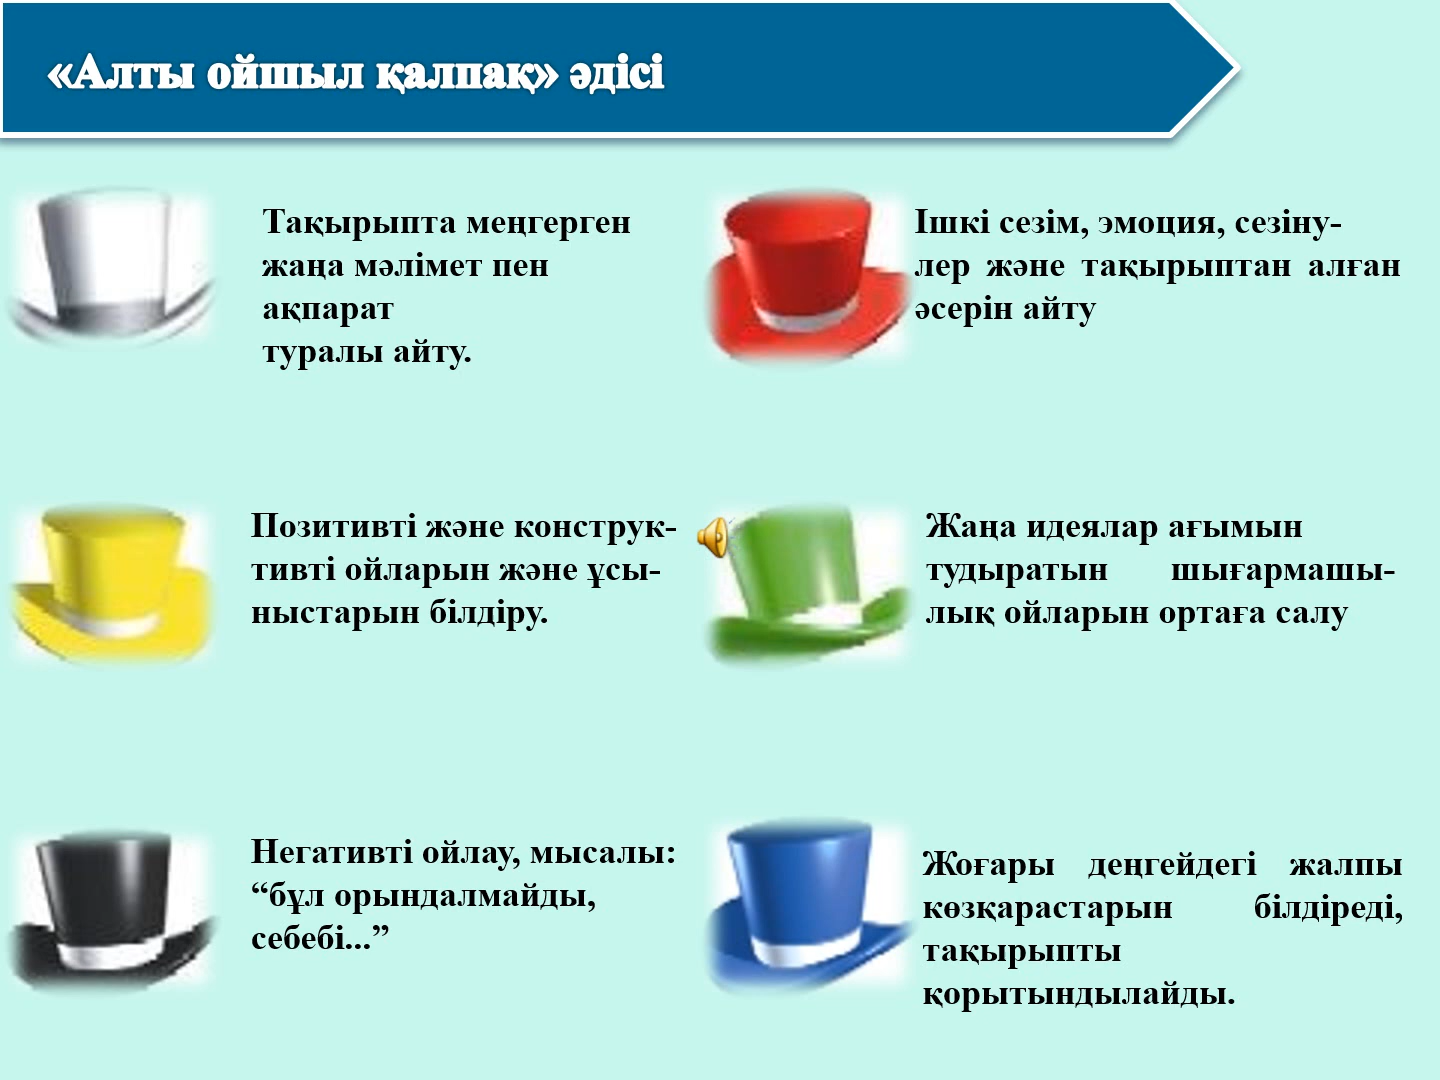 «Алты ойшыл қалпақ» әдісі
Тақырыпта меңгерген
жаңа мәлімет пен
ақпарат
туралы айту.
Ішкі сезім, эмоция, сезіну-
лер және тақырыптан алған
әсерін айту
Позитивті және конструк-
тивті ойларын және ұсы-
ныстарын білдіру.
Жаңа идеялар ағымын
тудыратын шығармашы-
лық ойларын ортаға салу
Негативті ойлау, мысалы:
“бұл орындалмайды,
себебі...”
Жоғары деңгейдегі жалпы
көзқарастарын білдіреді,
тақырыпты
қорытындылайды.